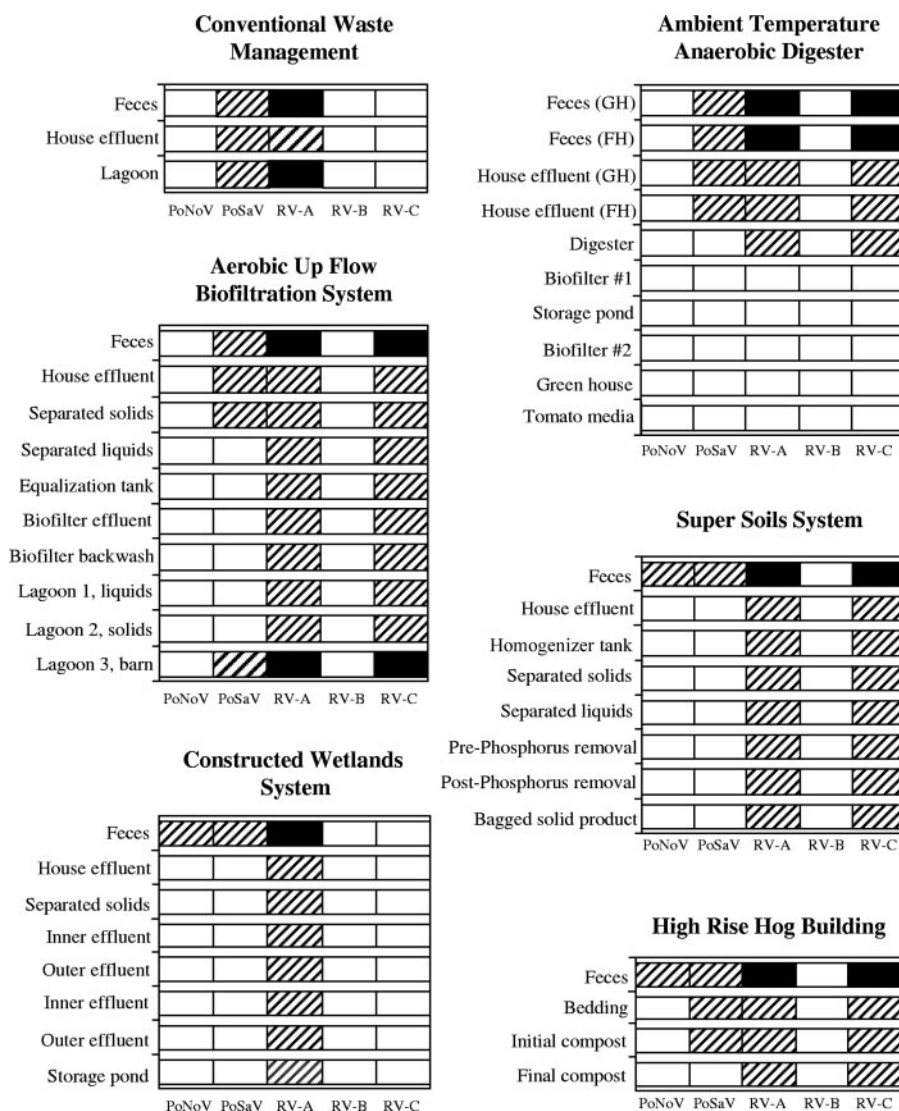 Conventional Waste
Management
Feces
House effluent
Lagoon
PoNoV PoSaV RV-A RV-B RV-C
Aerobic Up Flow
Biofiltration System
Feces
House effluent
Separated solids
Separated liquids
Equalization tank
Biofilter effluent
Biofilter backwash
Lagoon 1, liquids
Lagoon 2, solids
Lagoon 3, barn
PoNoV PoSaV RV-A RV-B RV-C
Constructed Wetlands
System
Feces
House effluent
Separated solids
Inner effluent
Outer effluent
Inner effluent
Outer effluent
Storage pond
PoNoV PoSaV RV-A RV-B RV-C
Ambient Temperature
Anaerobic Digester
Feces (GH)
Feces (FH)
House effluent (GH)
House effluent (FH)
Digester
Biofilter #1
Storage pond
Biofilter #2
Green house
Tomato media
PoNoV PoSaV RV-A RV-B RV-C
Super Soils System
Feces
House effluent
Homogenizer tank
Separated solids
Separated liquids
Pre-Phosphorus removal
Post-Phosphorus removal
Bagged solid product
PoNoV PoSaV RV-A RV-B RV-C
High Rise Hog Building
Feces
Bedding
Initial compost
Final compost
PoNoV PoSaV RV-A RV-B RV-C